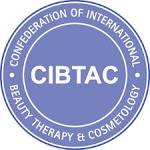 CONFEDERATION OF INTERNATIONAL
CIBTAC
BEAUTY THERAPY & COSMETOLOGY